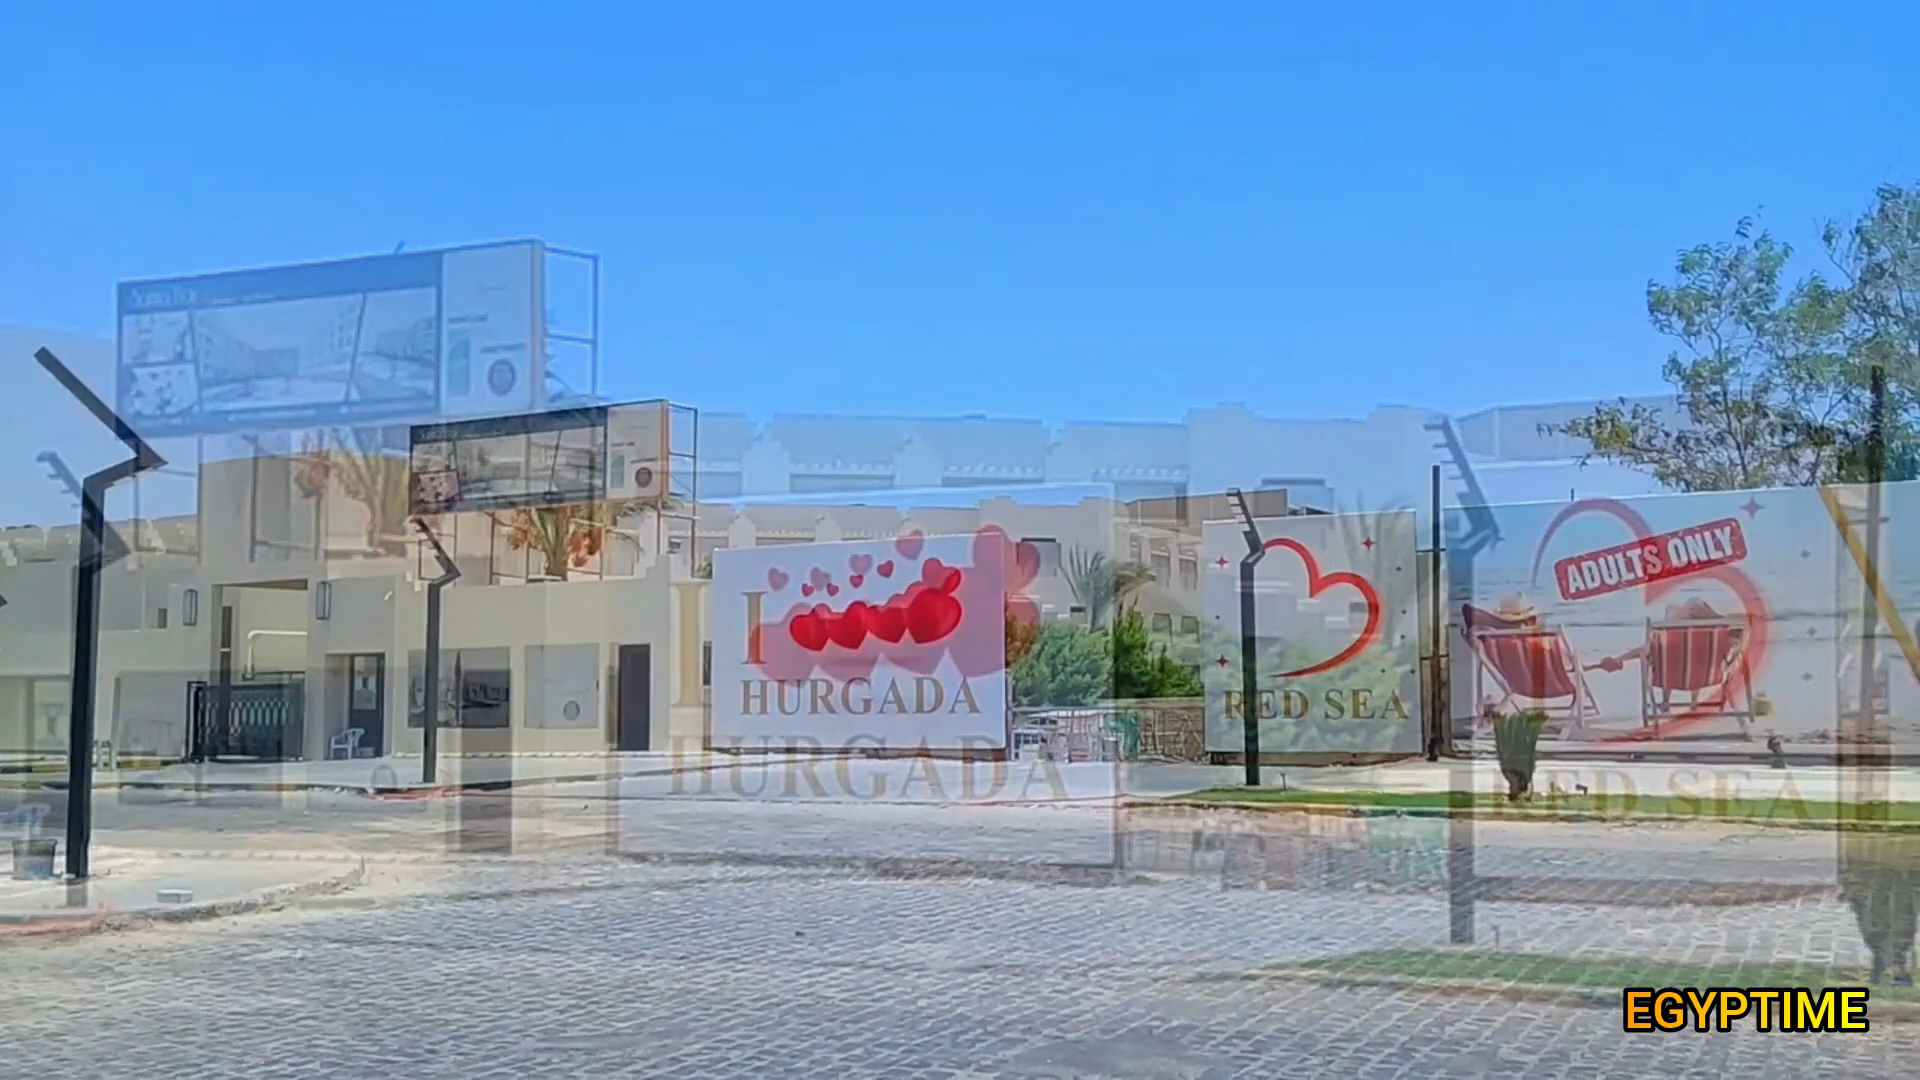 I
HURGADA
RED SEA
ADULTS ONLY
HURGADA
RED SEA
EGYPTIME